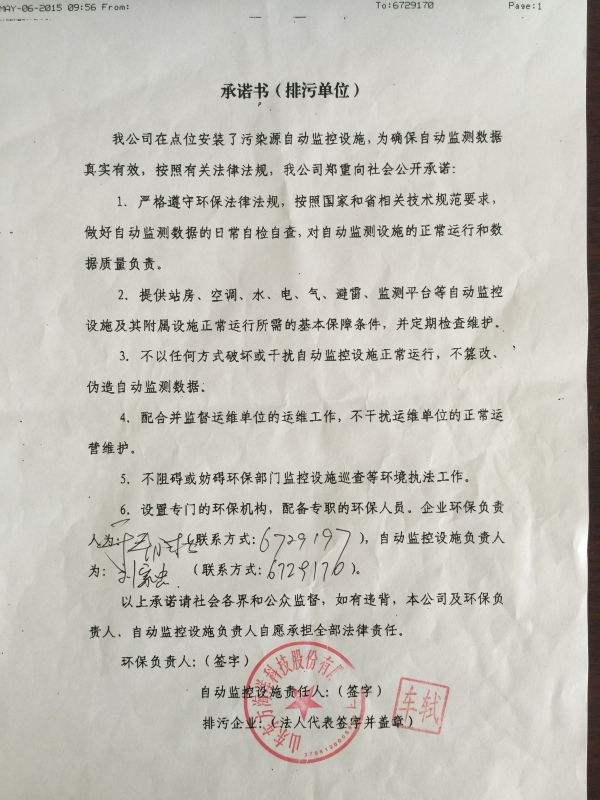 MAY-06-2015 09:56 From: To:6729170 Page:1
承诺书(排污单位)
我公司在点位安装了污染源自动监控设施,为确保自动监测数据
真实有效,按照有关法律法规,我公司郑重向社会公开承诺:
1. 严格遵守环保法律法规,按照国家和省相关技术规范要求,
做好自动监测数据的日常自检自查,对自动监测设施的正常运行和数
据质量负责。
2. 提供站房、空调、水、电、气、避雷、监测平台等自动监控
设施及其附属设施正常运行所需的基本保障条件,并定期检查维护。
3. 不以任何方式破坏或干扰自动监控设施正常运行,不篡改、
伪造自动监测数据。
4. 配合并监督运维单位的运维工作,不干扰运维单位的正常运
营维护。
5. 不阻碍或妨碍环保部门监控设施巡查等环境执法工作。
6. 设置专门的环保机构,配备专职的环保人员。企业环保负责
人为: (联系方式:6729197 ),自动监控设施负责人
为: (联系方式:6729170 )。
以上承诺请社会各界和公众监督,如有违背,本公司及环保负
责人、自动监控设施负责人自愿承担全部法律责任。
环保负责人:(签字)
自动监控设施责任人:(签字)
排污企业:(法人代表签字并盖章)
山东东方海洋科技股份有限
车轼